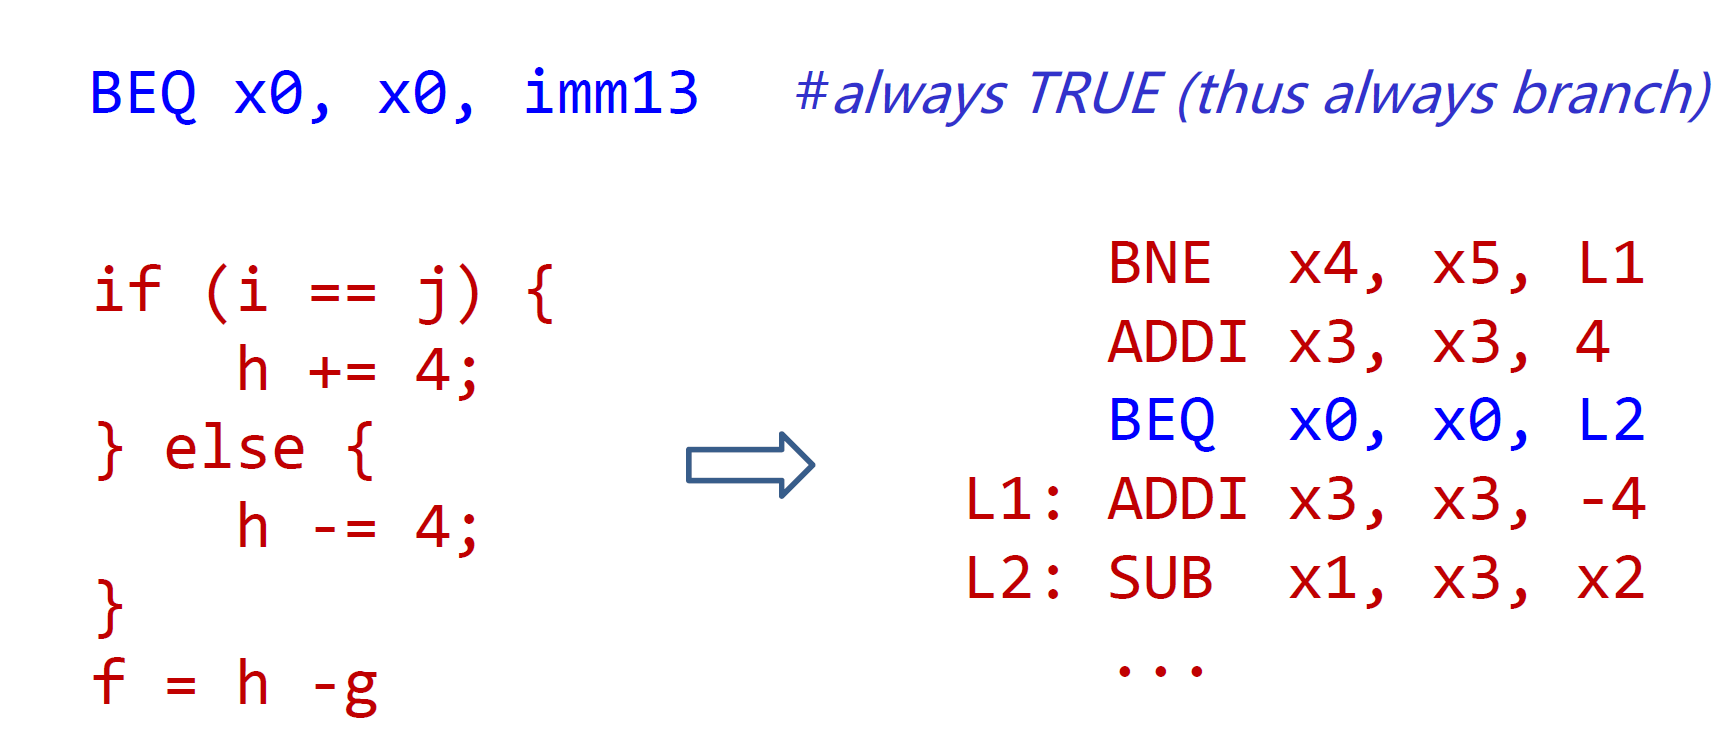 BEQ x0, x0, imm13 #always TRUE (thus always branch)
if (i == j) {
    h += 4;
} else {
    h -= 4;
}
f = h -g
    BNE  x4, x5, L1
    ADDI x3, x3, 4
    BEQ  x0, x0, L2
L1: ADDI x3, x3, -4
L2: SUB  x1, x3, x2
    ...